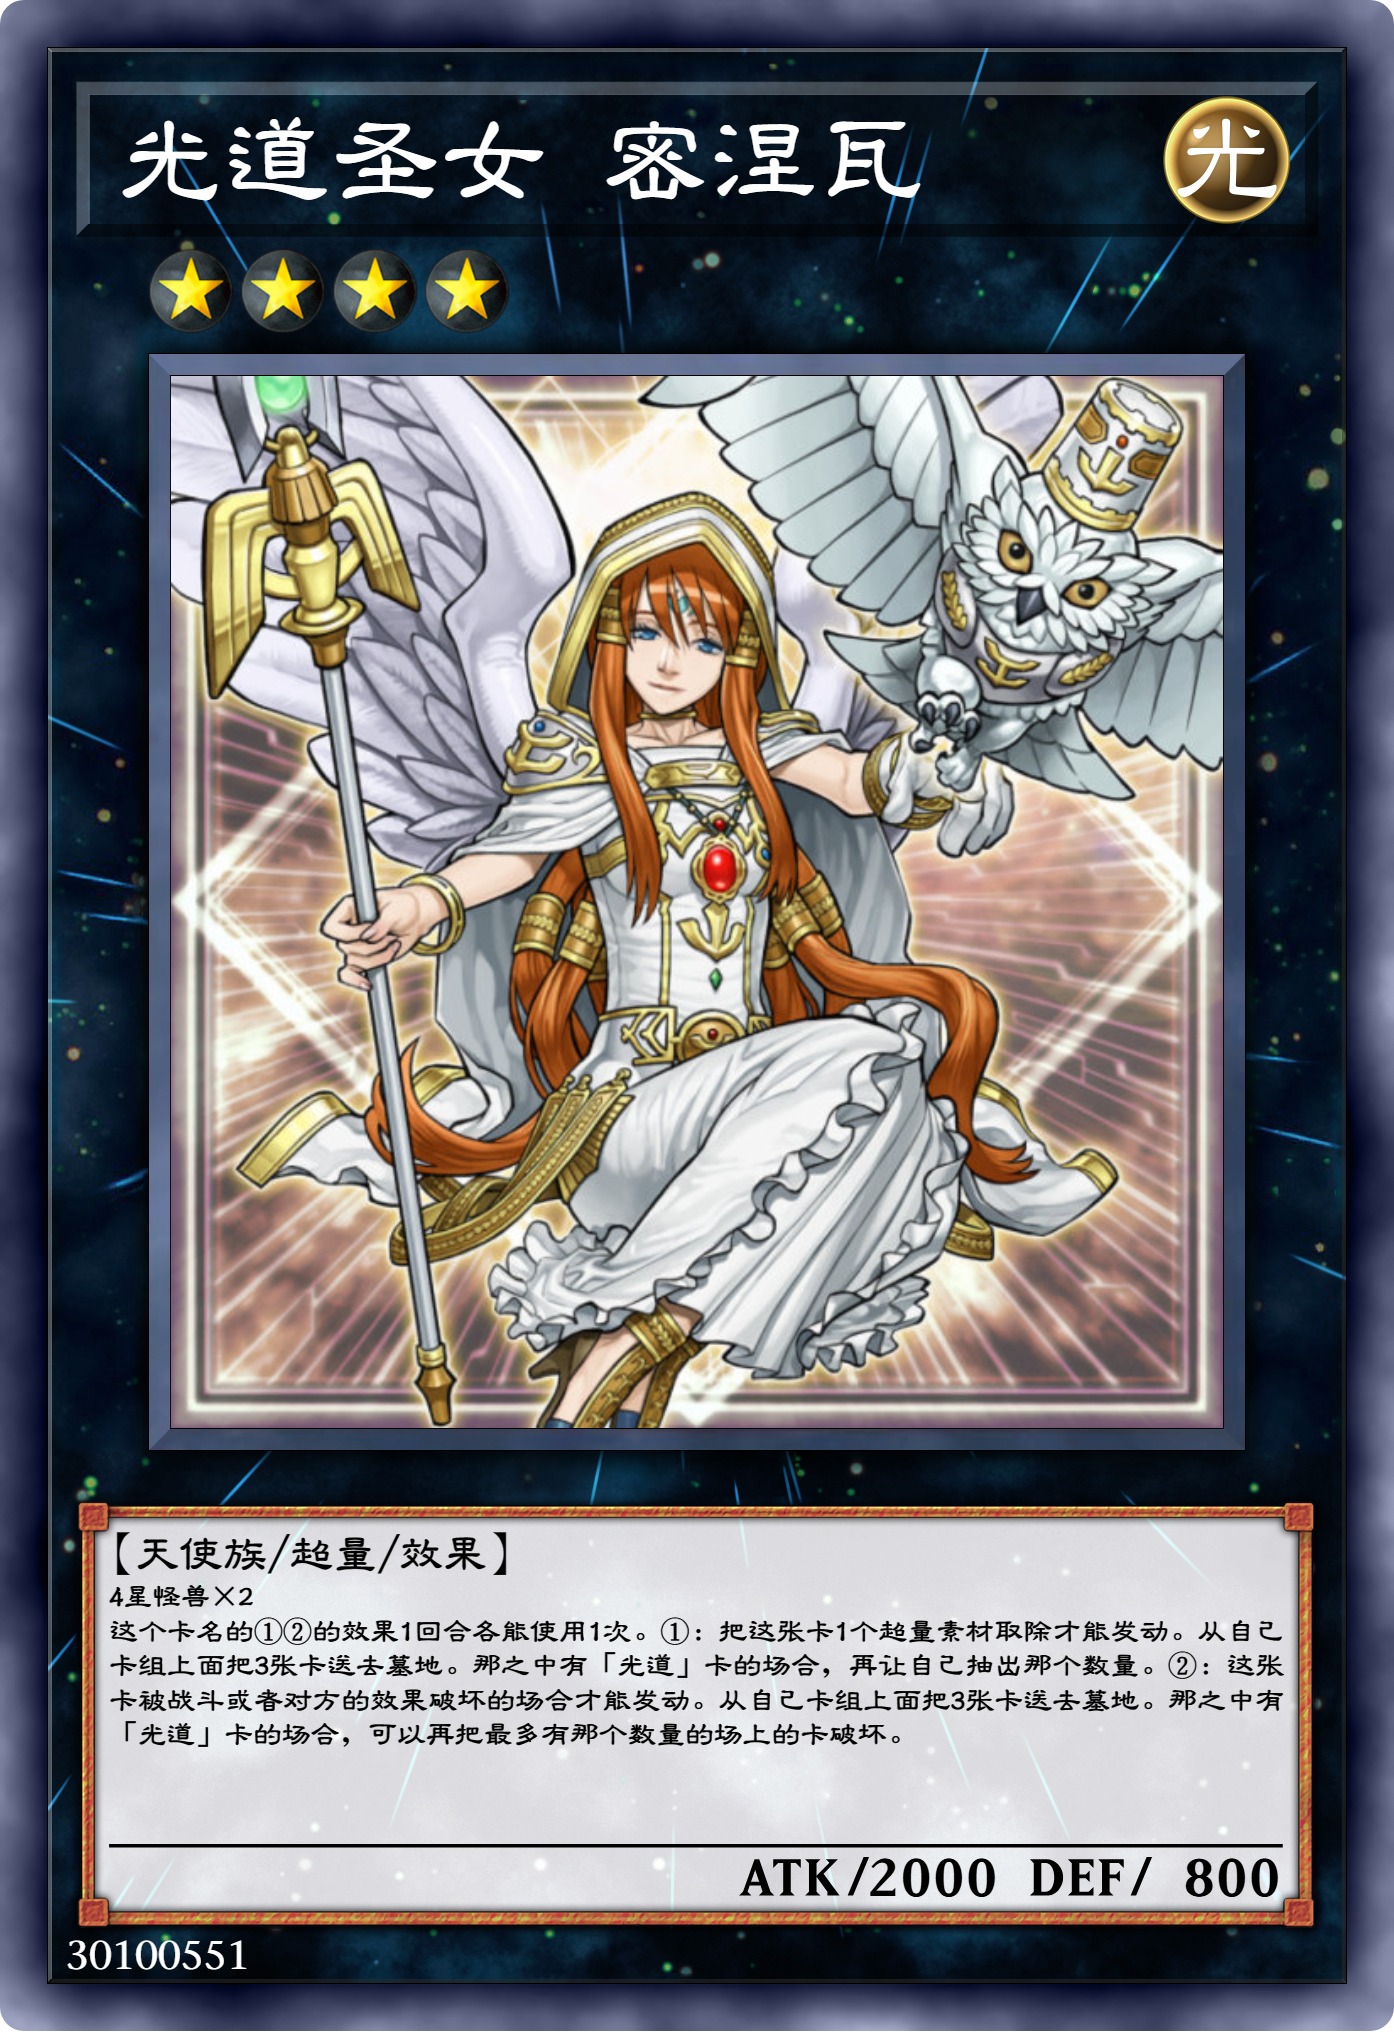 光道圣女 密涅瓦
光
【天使族/超量/效果】
4星怪兽×2
这个卡名的①②的效果1回合各能使用1次。①：把这张卡1个超量素材取除才能发动。从自己
卡组上面把3张卡送去墓地。那之中有「光道」卡的场合，再让自己抽出那个数量。②：这张
卡被战斗或者对方的效果破坏的场合才能发动。从自己卡组上面把3张卡送去墓地。那之中有
「光道」卡的场合，可以再把最多有那个数量的场上的卡破坏。
ATK/2000 DEF/ 800
30100551